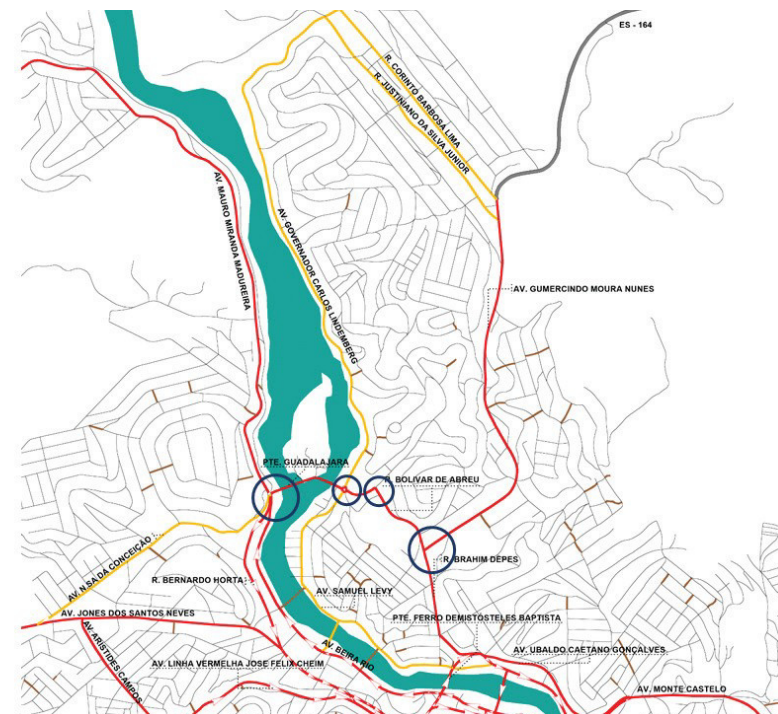 ES - 164
R. CORINTO BARBOSA LIMA
R. JUSTINIANO DA SILVA JUNIOR
AV. MAURO MIRANDA MADUREIRA
AV. GOVERNADOR CARLOS LINDEMBERG
AV. GUMERCINDO MOURA NUNES
PTE. GUADALAJARA
R. BOLIVAR DE ABREU
AV. N.SA DA CONCEIÇÃO
R. BRAHIM DEPES
R. BERNARDO HORTA
AV. SAMUEL LEVY
AV. JONES DOS SANTOS NEVES
PTE. FERRO DEMISTÓSTELES BAPTISTA
AV. ARISTIDES CAMPOS
AV. BEIRA RIO
AV. UBALDO CAETANO GONÇALVES
AV. LINHA VERMELHA JOSE FELIX CHEIM
AV. MONTE CASTELO